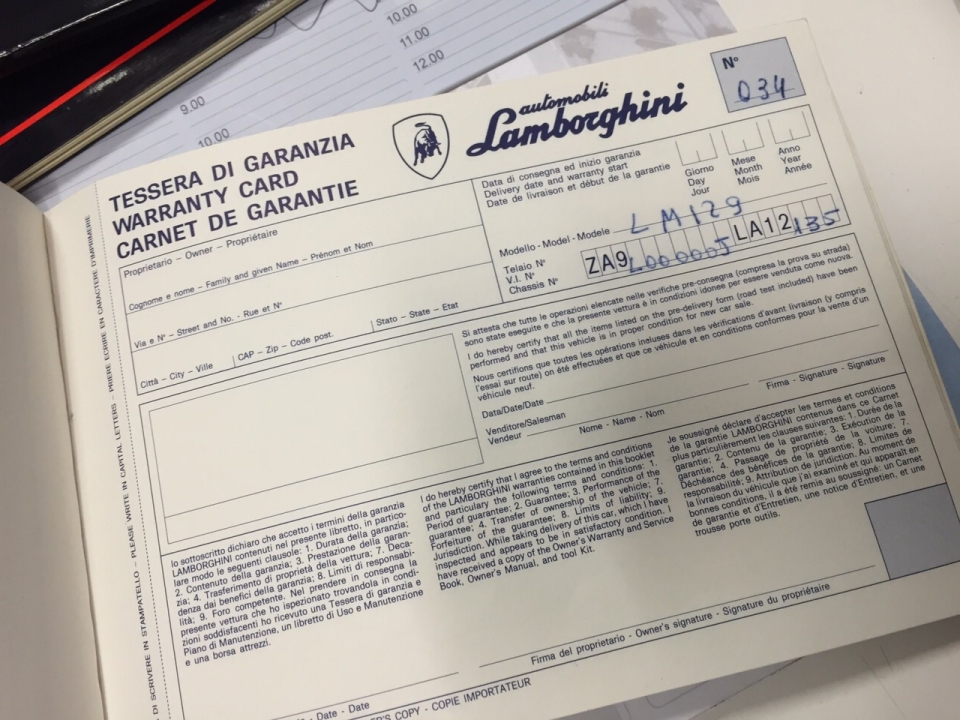 10.00
11.00
12.00
9.00
10.00
TESSERA DI GARANZIA
WARRANTY CARD
CARNET DE GARANTIE
automobili
Lamborghini
N°
034
Data di consegna ed inizio garanzia
Delivery date and warranty start
Date de livraison et début de la garantie
Giorno
Day
Jour
Mese
Month
Mois
Anno
Year
Année
Modello - Model - Modele LM129
Telaio N°
V.I. N°
Chassis N°
ZA9L000005LA12135
Proprietario - Owner - Propriétaire
Cognome e nome – Family and given Name – Prénom et Nom
Via e N° – Street and No. - Rue et N°
Città - City - Ville
CAP – Zip – Code post.
Stato – State – Etat
Si attesta che tutte le operazioni elencate nelle verifiche pre-consegna (compresa la prova su strada)
sono state eseguite e che la presente vettura è in condizioni idonee per essere venduta come nuova.
I do hereby certify that all the items listed on the pre-delivery form (road test included) have been
performed and that this vehicle is in proper condition for new car sale.
Nous certifions que toutes les opérations incluses dans les vérifications d'avant livraison (y compris
l'essai sur route) on été effectuées et que ce véhicule et en conditions conformes pour la vente d'un
véhicule neuf.
Data/Date/Date
Venditore/Salesman
Vendeur
Nome - Name - Nom
Firma - Signature - Signature
Io sottoscritto dichiaro che accetto i termini della garanzia
LAMBORGHINI contenuti nel presente libretto, in partico-
lare modo le seguenti clausole: 1. Durata della garanzia;
2. Contenuto della garanzia; 3. Prestazione della garan-
zia; 4. Trasferimento di proprietà della vettura; 7. Deca-
denza dai benefici della garanzia; 8. Limiti di responsabi-
lità; 9. Foro competente. Nel prendere in consegna la
presente vettura che ho ispezionato trovandola in condi-
zioni soddisfacenti ho ricevuto una Tessera di garanzia e
Piano di Manutenzione, un libretto di Uso e Manutenzione
e una borsa attrezzi.
I do hereby certify that I agree to the terms and conditions
of the LAMBORGHINI warranties contained in this booklet
and particulary the following terms and conditions: 1.
Period of guarantee; 2. Guarantee; 3. Performance of the
guarantee; 4. Transfer of ownership of the vehicle; 7.
Forfeiture of the guarantee; 8. Limits of liability; 9.
Jurisdiction. While taking delivery of this car, which I have
inspected and appears to be in satisfactory condition, I
have received a copy of the Owner's Warranty and Service
Book, Owner's Manual, and tool Kit.
Je soussigné déclare d'accepter les termes et conditions
de la garantie LAMBORGHINI contenus dans ce Carnet
plus particulièrement les clauses suivantes: 1. Durée de la
garantie; 2. Contenu de la garantie; 3. Exécution de la
garantie; 4. Passage de propriété de la voiture; 7.
Déchéance des bénéfices de la garantie; 8. Limites de
responsabilité; 9. Attribution de juridiction. Au moment de
la livraison du véhicule que j'ai examiné et qui apparaît en
bonnes conditions, il a été remis au soussigné: un Carnet
de garantie et d'Entretien, une notice d'Entretien, et une
trousse porte outils.
- Date - Date
Firma del proprietario - Owner's signature - Signature du propriétaire
ER'S COPY - COPIE IMPORTATEUR
DI SCRIVERE IN STAMPATELLO – PLEASE WRITE IN CAPITAL LETTERS – PRIERE ECRIRE EN CARACTERE D'IMPRIMERIE